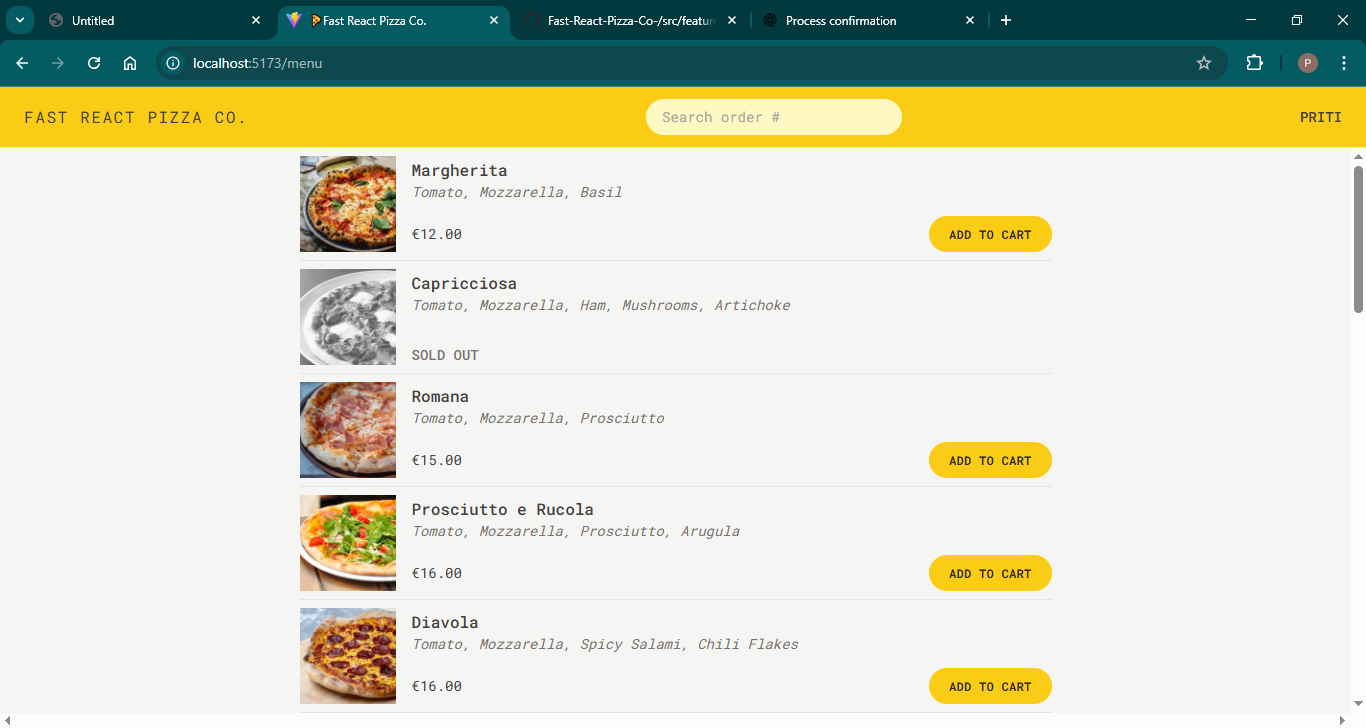 Untitled
Fast React Pizza Co.
Fast-React-Pizza-Co-/src/featur
Process confirmation
localhost:5173/menu
P
FAST REACT PIZZA CO.
Search order #
PRITI
Margherita
Tomato, Mozzarella, Basil
€12.00
ADD TO CART
Capricciosa
Tomato, Mozzarella, Ham, Mushrooms, Artichoke
SOLD OUT
Romana
Tomato, Mozzarella, Prosciutto
€15.00
ADD TO CART
Prosciutto e Rucola
Tomato, Mozzarella, Prosciutto, Arugula
€16.00
ADD TO CART
Diavola
Tomato, Mozzarella, Spicy Salami, Chili Flakes
€16.00
ADD TO CART